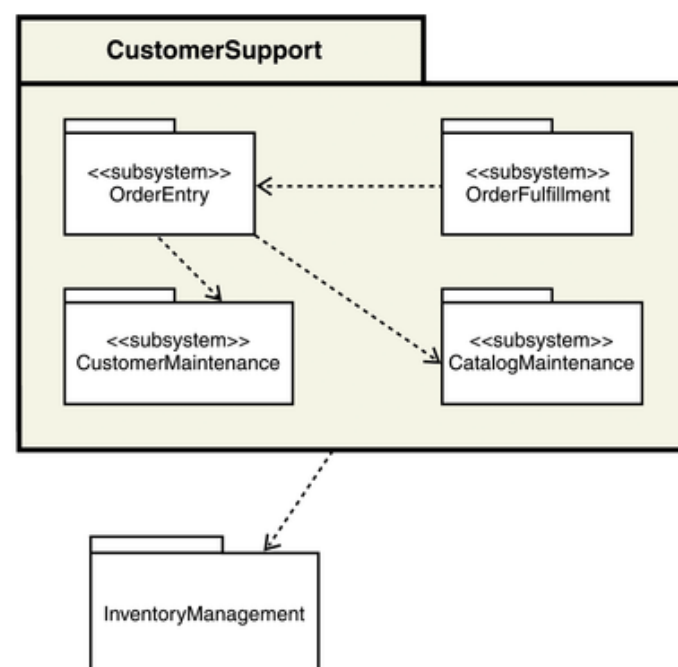 CustomerSupport
<<subsystem>>
OrderEntry
<<subsystem>>
OrderFulfillment
<<subsystem>>
CustomerMaintenance
<<subsystem>>
CatalogMaintenance
InventoryManagement